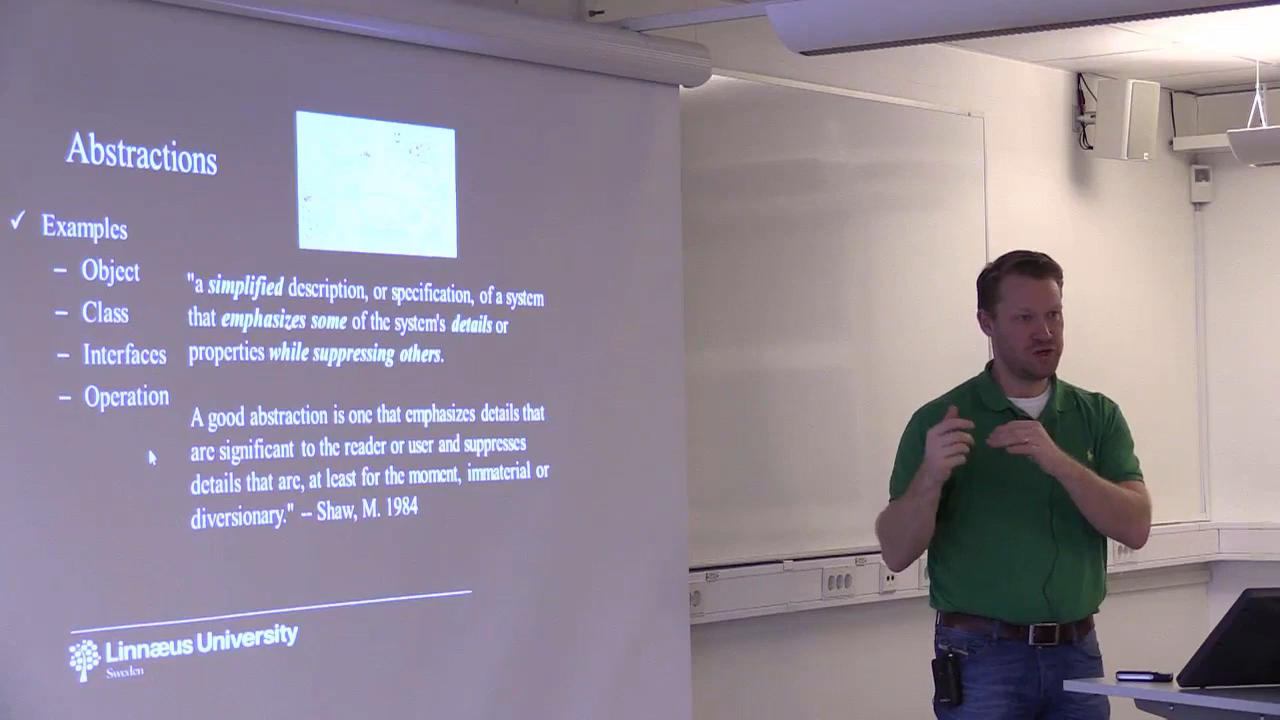 Abstractions
✓ Examples
– Object
– Class
– Interfaces
– Operation
"a simplified description, or specification, of a system
that emphasizes some of the system's details or
properties while suppressing others.
A good abstraction is one that emphasizes details that
are significant to the reader or user and suppresses
details that are, at least for the moment, immaterial or
diversionary." – Shaw, M. 1984
Linnæus University
Sweden